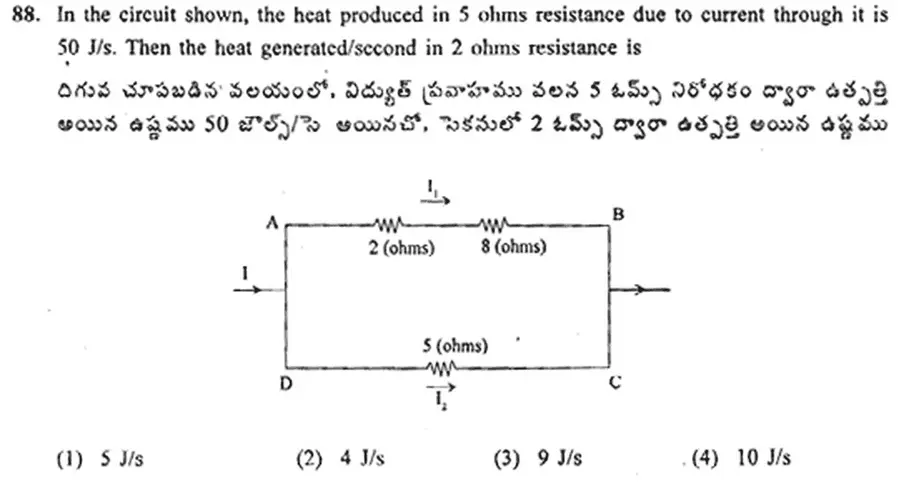 88. In the circuit shown, the heat produced in 5 ohms resistance due to current through it is
50 J/s. Then the heat generated/second in 2 ohms resistance is
దిగువ చూపబడిన వలయంలో, విద్యుత్ ప్రవాహము వలన 5 ఓమ్స్ నిరోధకం ద్వారా ఉత్పత్తి
అయిన ఉష్ణము 50 జౌల్స్/సె అయినచో, సెకనులో 2 ఓమ్స్ ద్వారా ఉత్పత్తి అయిన ఉష్ణము
I₁
A
B
2 (ohms) 8 (ohms)
I
5 (ohms)
D
C
I₂
(1) 5 J/s (2) 4 J/s (3) 9 J/s (4) 10 J/s